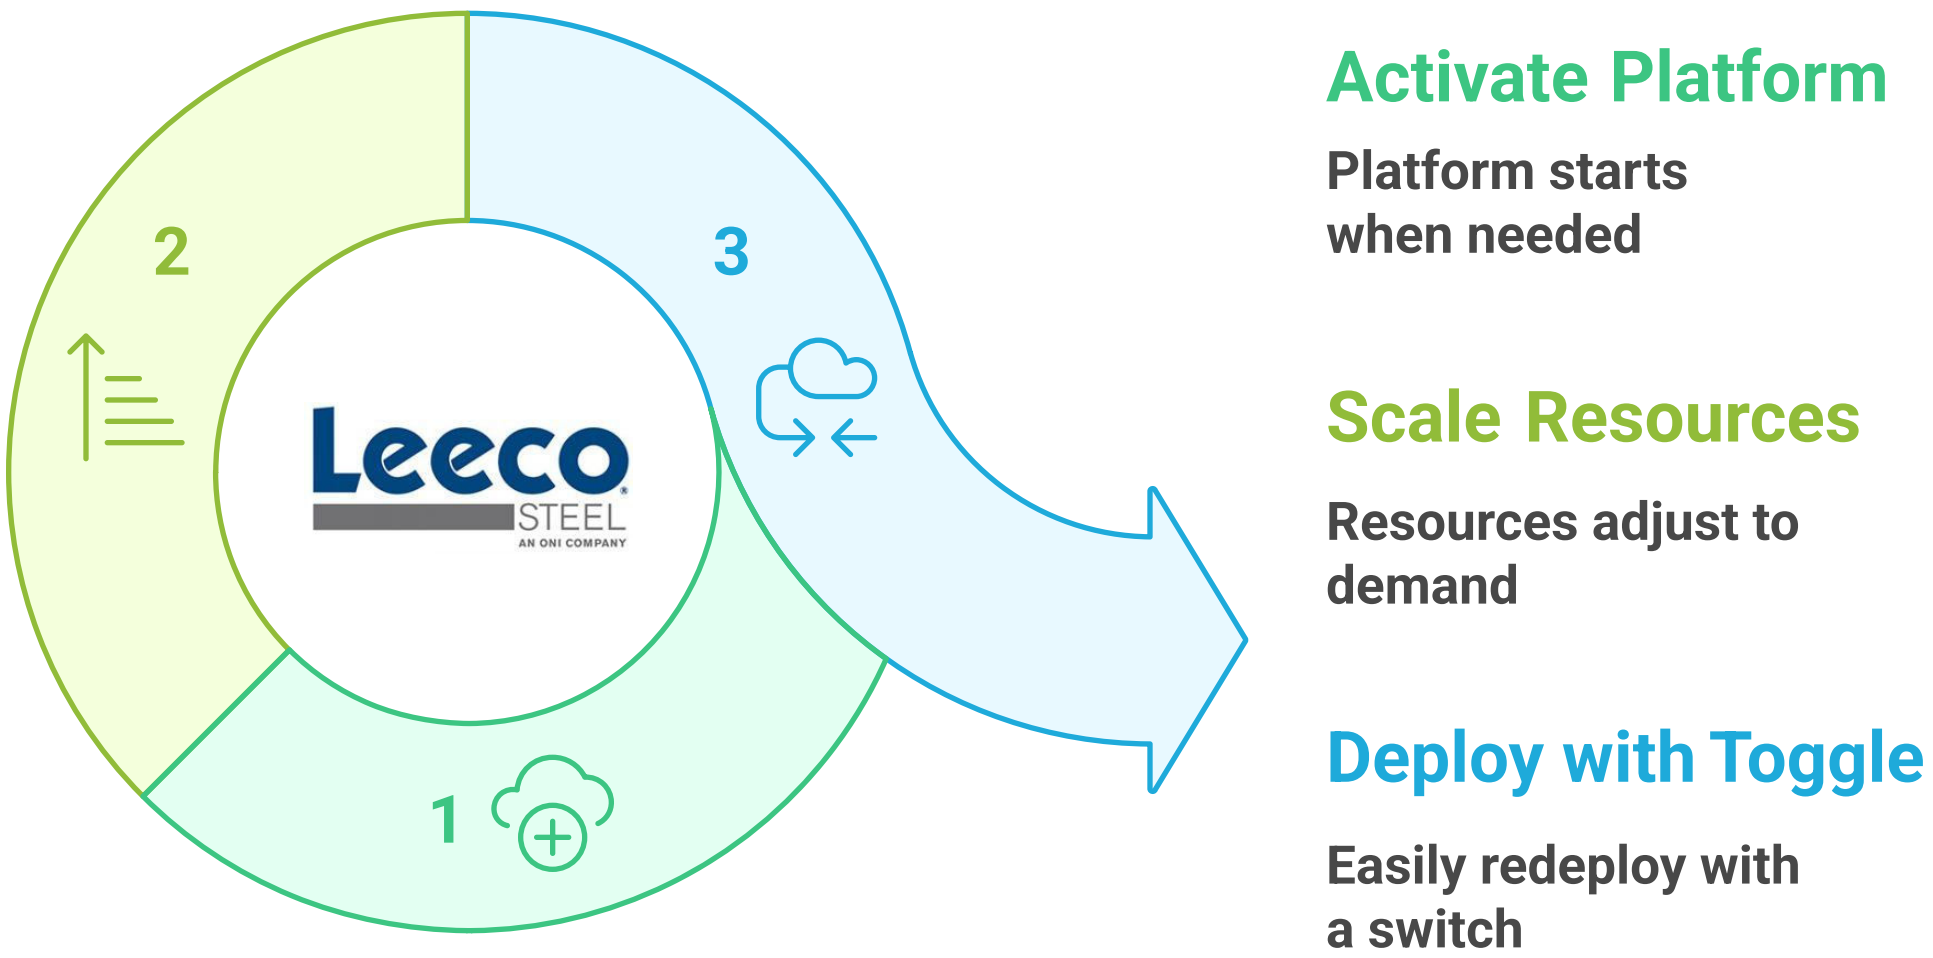 2
3
Leeco®
STEEL
AN ONI COMPANY
1
Activate Platform
Platform starts
when needed
Scale Resources
Resources adjust to
demand
Deploy with Toggle
Easily redeploy with
a switch